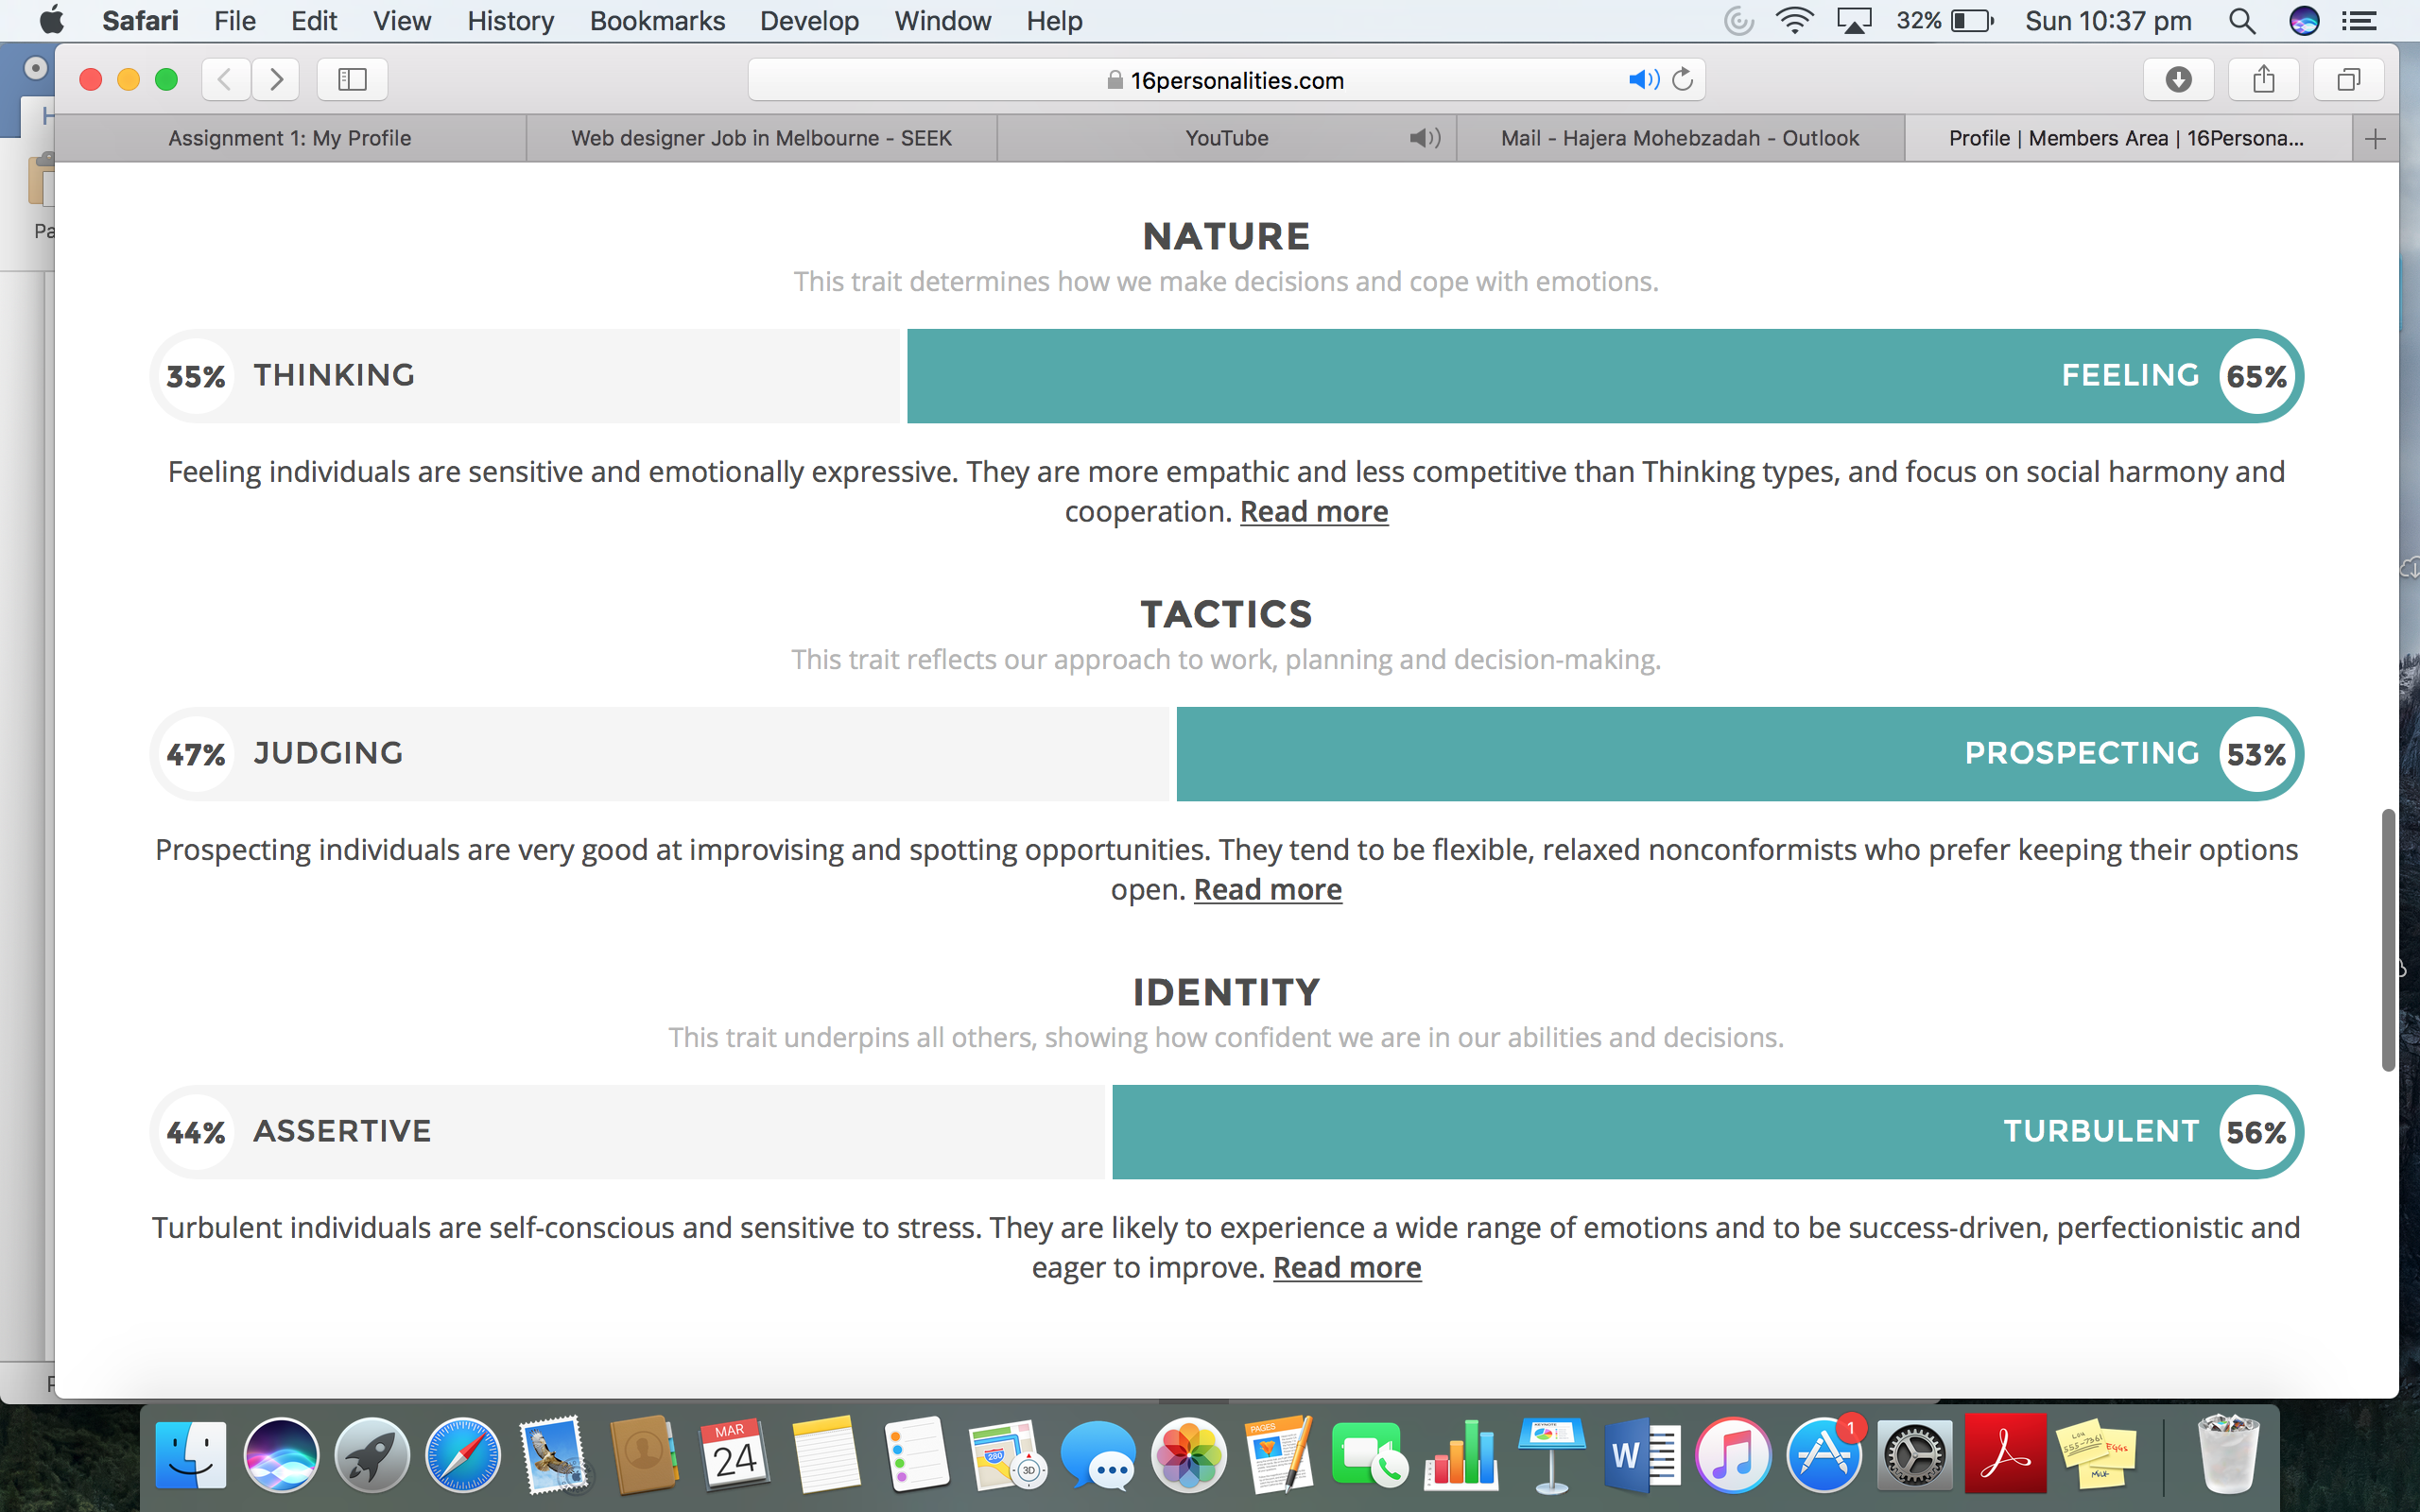 Safari File Edit View History Bookmarks Develop Window Help 32% Sun 10:37 pm
16personalities.com
Assignment 1: My Profile Web designer Job in Melbourne - SEEK YouTube Mail - Hajera Mohebzadah - Outlook Profile | Members Area | 16Persona...
Pa
NATURE
This trait determines how we make decisions and cope with emotions.
35% THINKING FEELING 65%
Feeling individuals are sensitive and emotionally expressive. They are more empathic and less competitive than Thinking types, and focus on social harmony and
cooperation. Read more
TACTICS
This trait reflects our approach to work, planning and decision-making.
47% JUDGING PROSPECTING 53%
Prospecting individuals are very good at improvising and spotting opportunities. They tend to be flexible, relaxed nonconformists who prefer keeping their options
open. Read more
IDENTITY
This trait underpins all others, showing how confident we are in our abilities and decisions.
44% ASSERTIVE TURBULENT 56%
Turbulent individuals are self-conscious and sensitive to stress. They are likely to experience a wide range of emotions and to be success-driven, perfectionistic and
eager to improve. Read more
MAR
24
280
3D
PAGES
KEYNOTE
W
1
555-7361
Eggs
Milk